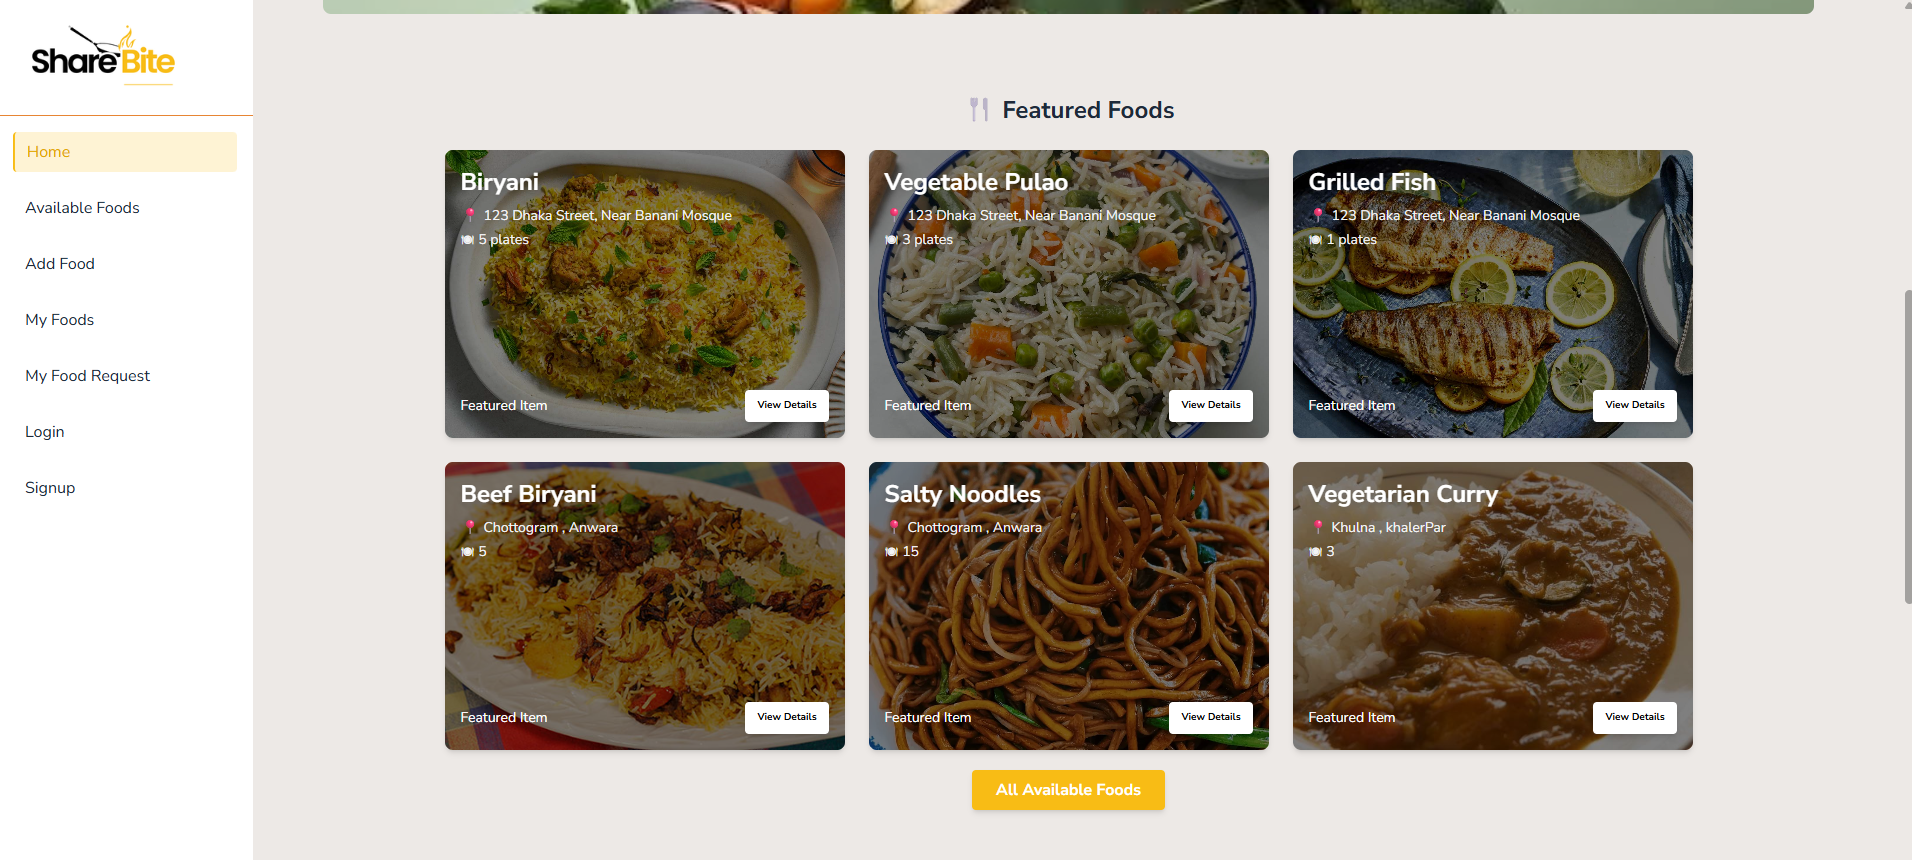 ShareBite
Home
Available Foods
Add Food
My Foods
My Food Request
Login
Signup
Featured Foods
Biryani
123 Dhaka Street, Near Banani Mosque
5 plates
Featured Item
View Details
Vegetable Pulao
123 Dhaka Street, Near Banani Mosque
3 plates
Featured Item
View Details
Grilled Fish
123 Dhaka Street, Near Banani Mosque
1 plates
Featured Item
View Details
Beef Biryani
Chottogram , Anwara
5
Featured Item
View Details
Salty Noodles
Chottogram , Anwara
15
Featured Item
View Details
Vegetarian Curry
Khulna , khalerPar
3
Featured Item
View Details
All Available Foods